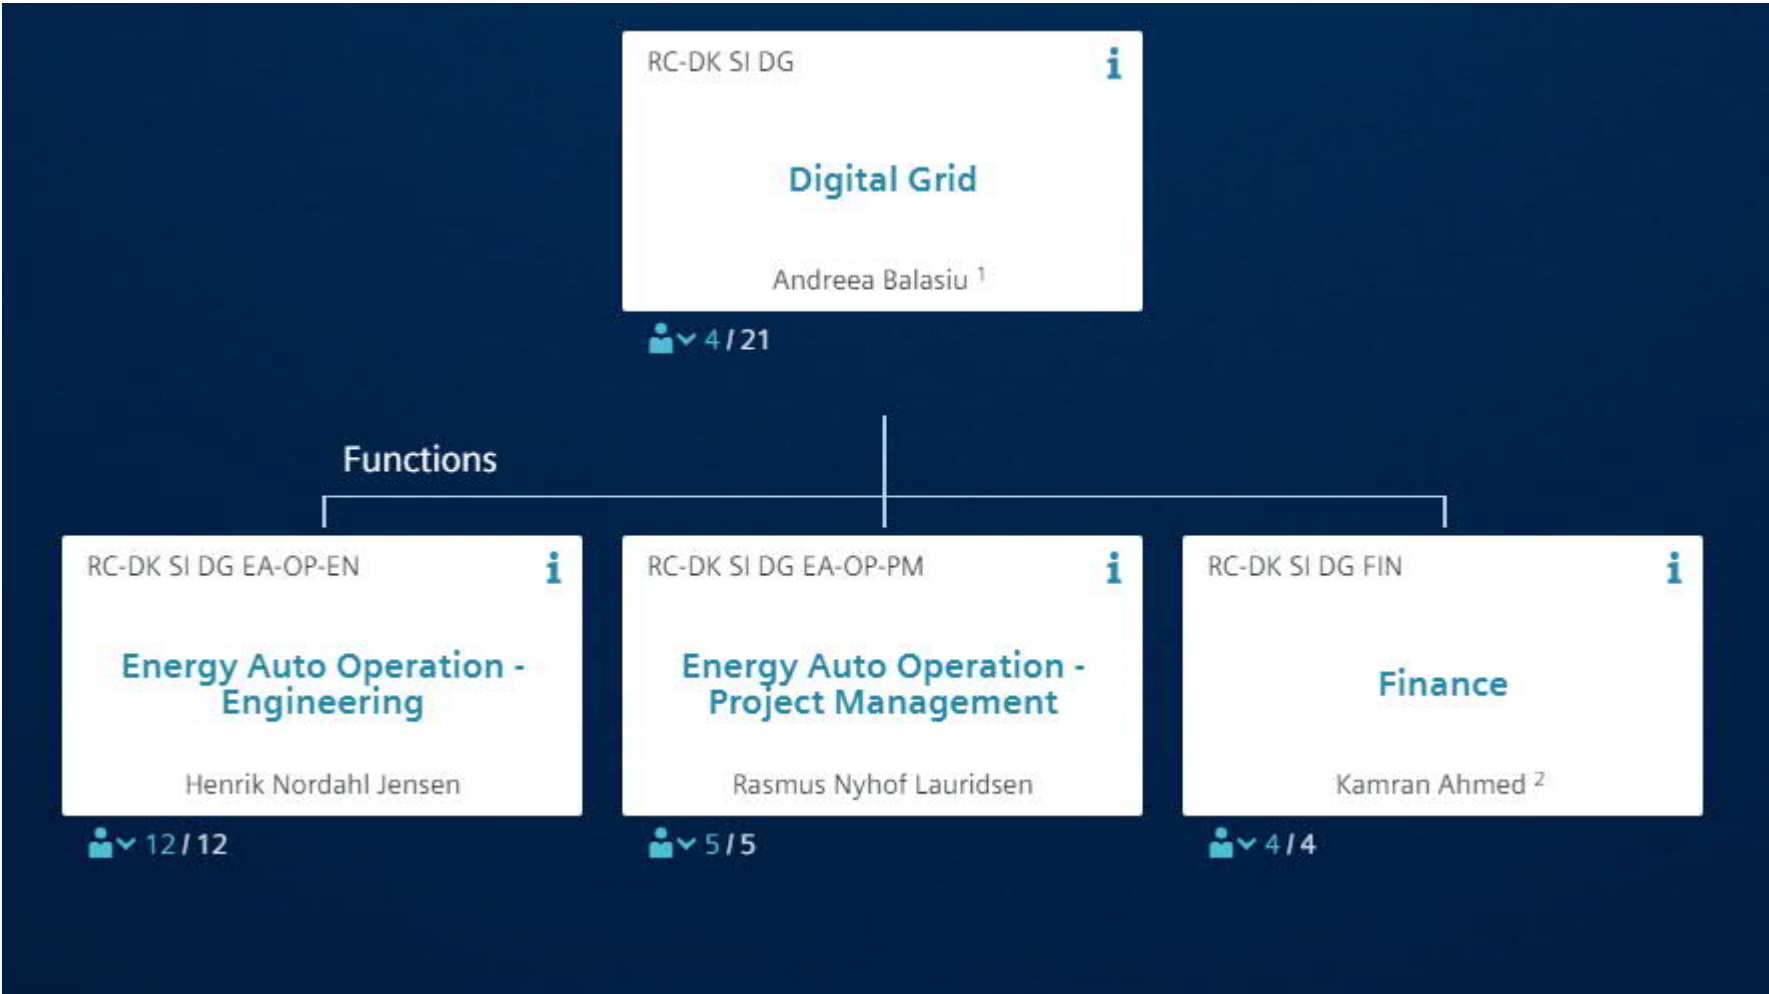 RC-DK SI DG
Digital Grid
Andreea Balasiu ¹
4 / 21
Functions
RC-DK SI DG EA-OP-EN
Energy Auto Operation -
Engineering
Henrik Nordahl Jensen
12 / 12
RC-DK SI DG EA-OP-PM
Energy Auto Operation -
Project Management
Rasmus Nyhof Lauridsen
5 / 5
RC-DK SI DG FIN
Finance
Kamran Ahmed ²
4 / 4